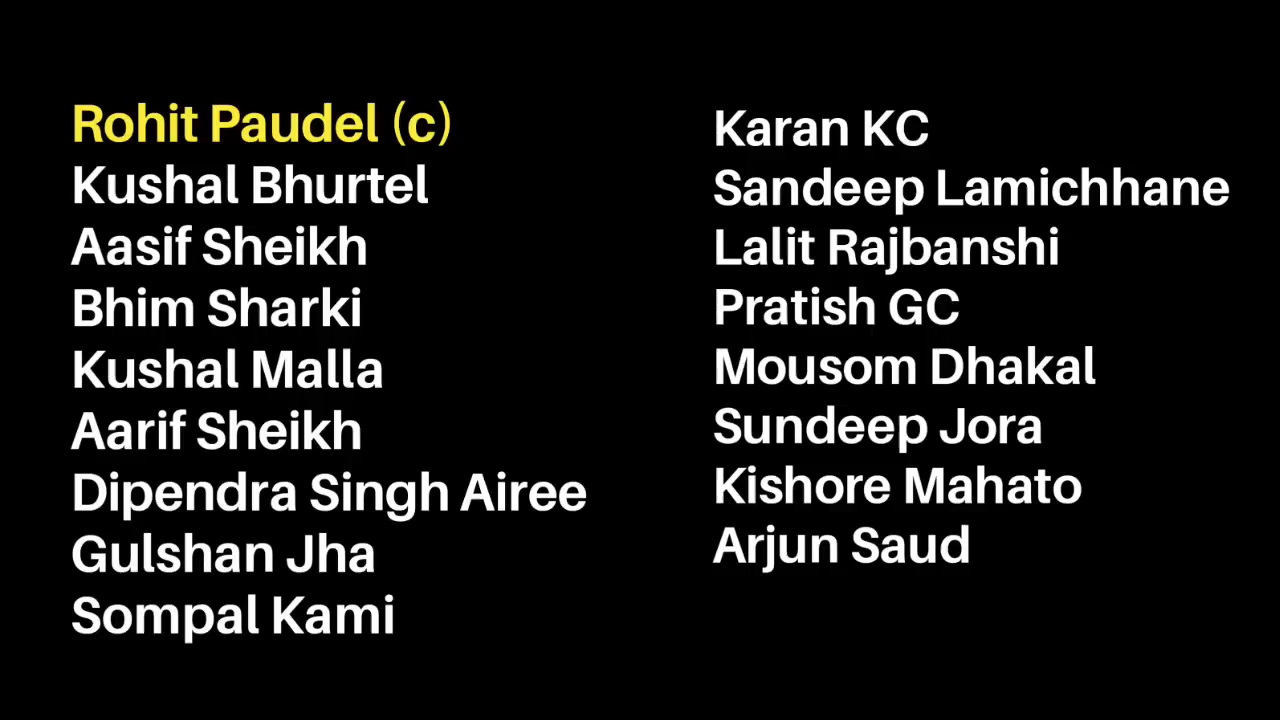 Rohit Paudel (c)
Kushal Bhurtel
Aasif Sheikh
Bhim Sharki
Kushal Malla
Aarif Sheikh
Dipendra Singh Airee
Gulshan Jha
Sompal Kami
Karan KC
Sandeep Lamichhane
Lalit Rajbanshi
Pratish GC
Mousom Dhakal
Sundeep Jora
Kishore Mahato
Arjun Saud